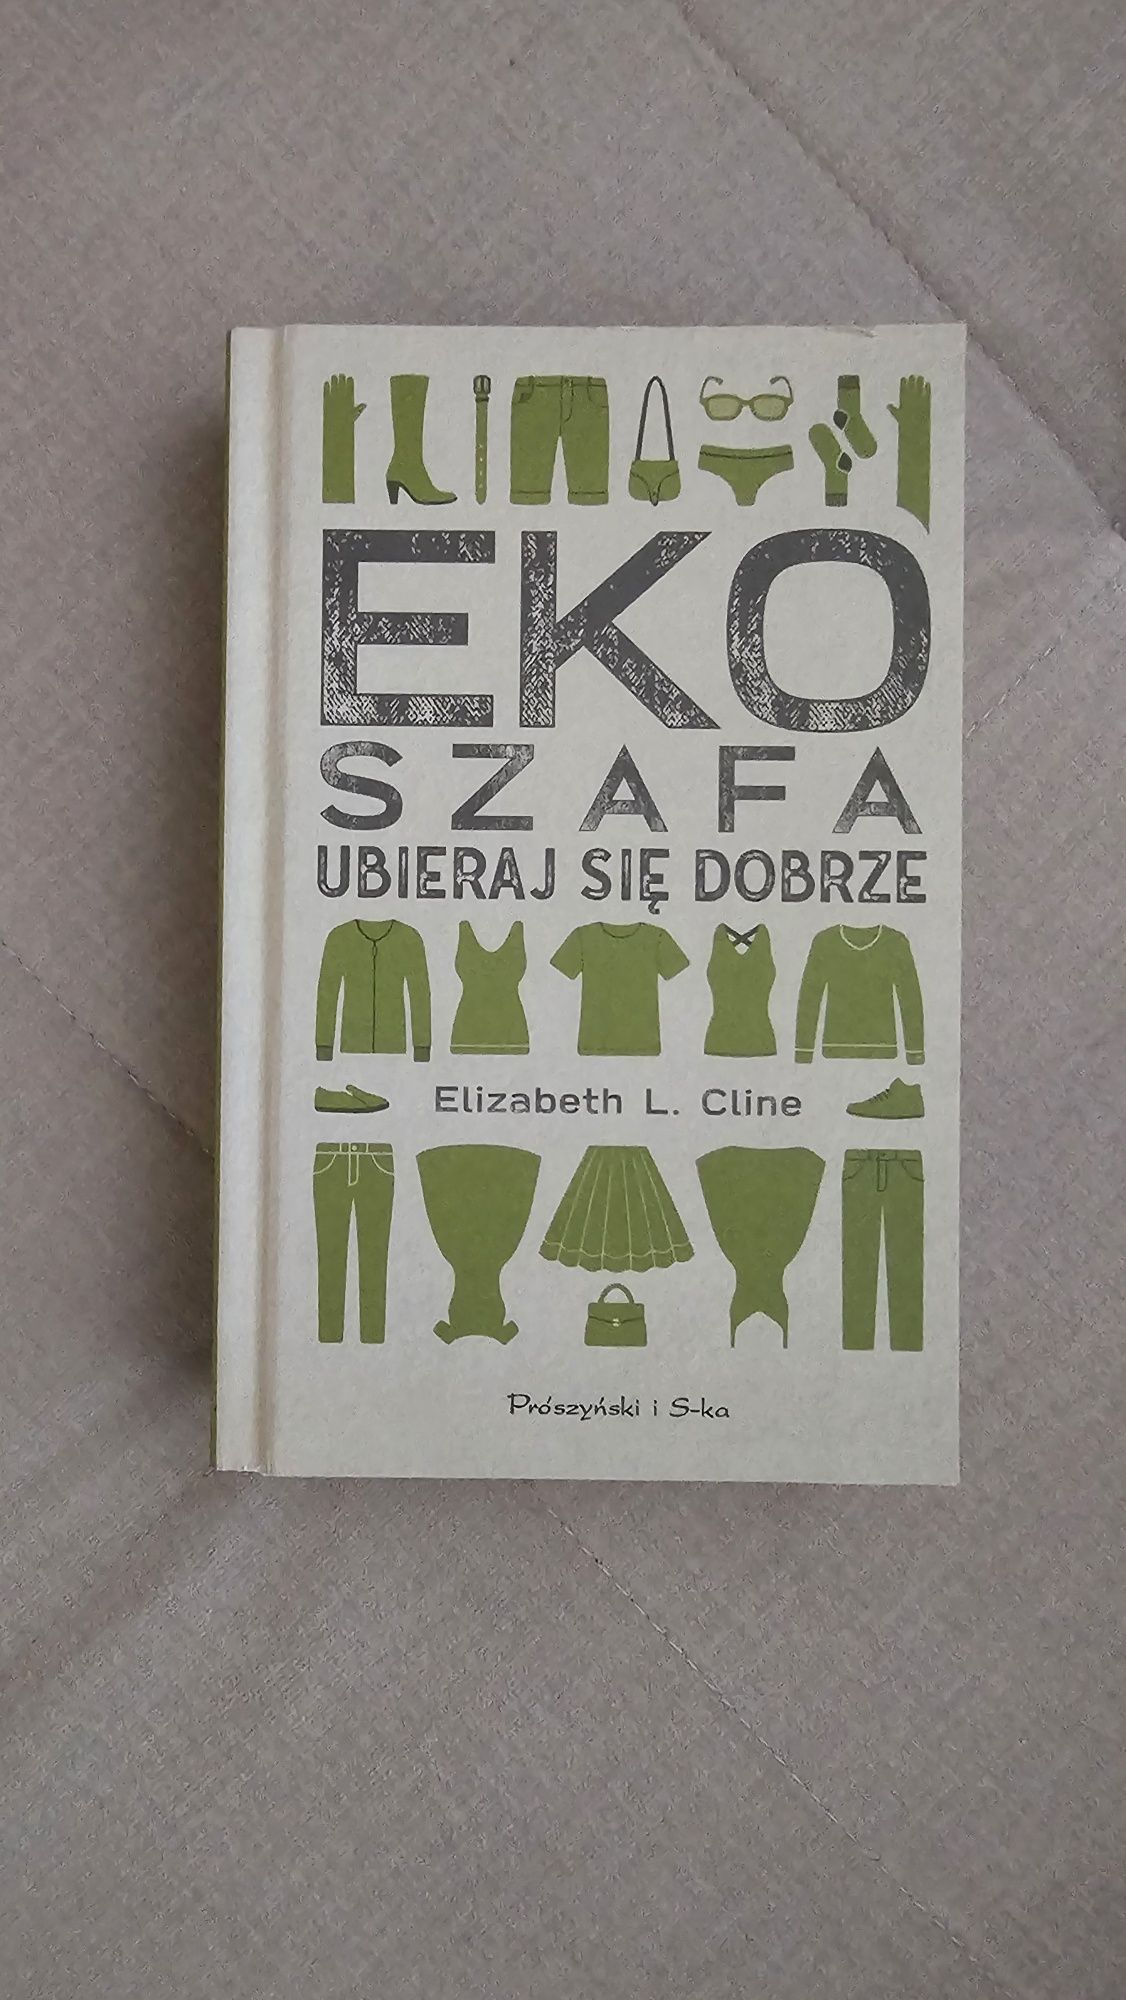 EKO
SZAFA
UBIERAJ SIĘ DOBRZE
Elizabeth L. Cline
Prószyński i S-ka